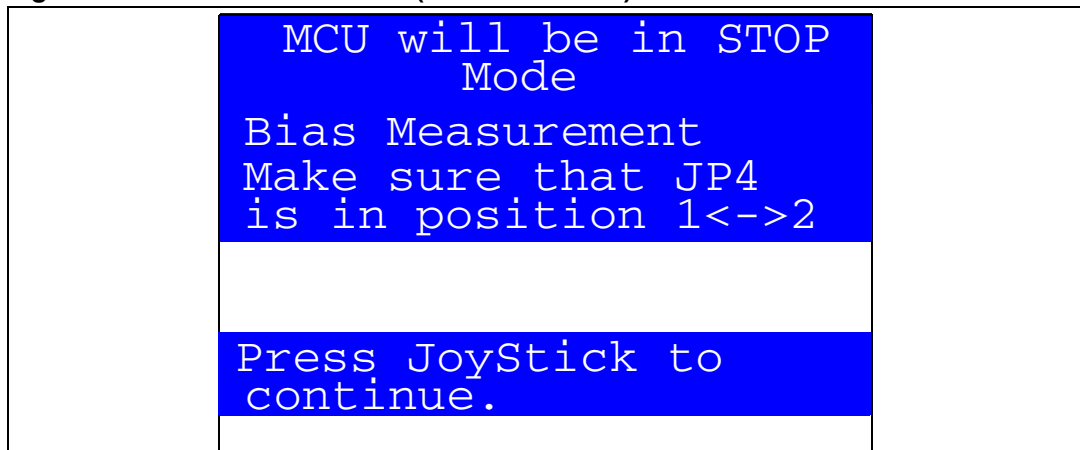 MCU will be in STOP
Mode
Bias Measurement
Make sure that JP4
is in position 1<->2
Press JoyStick to
continue.